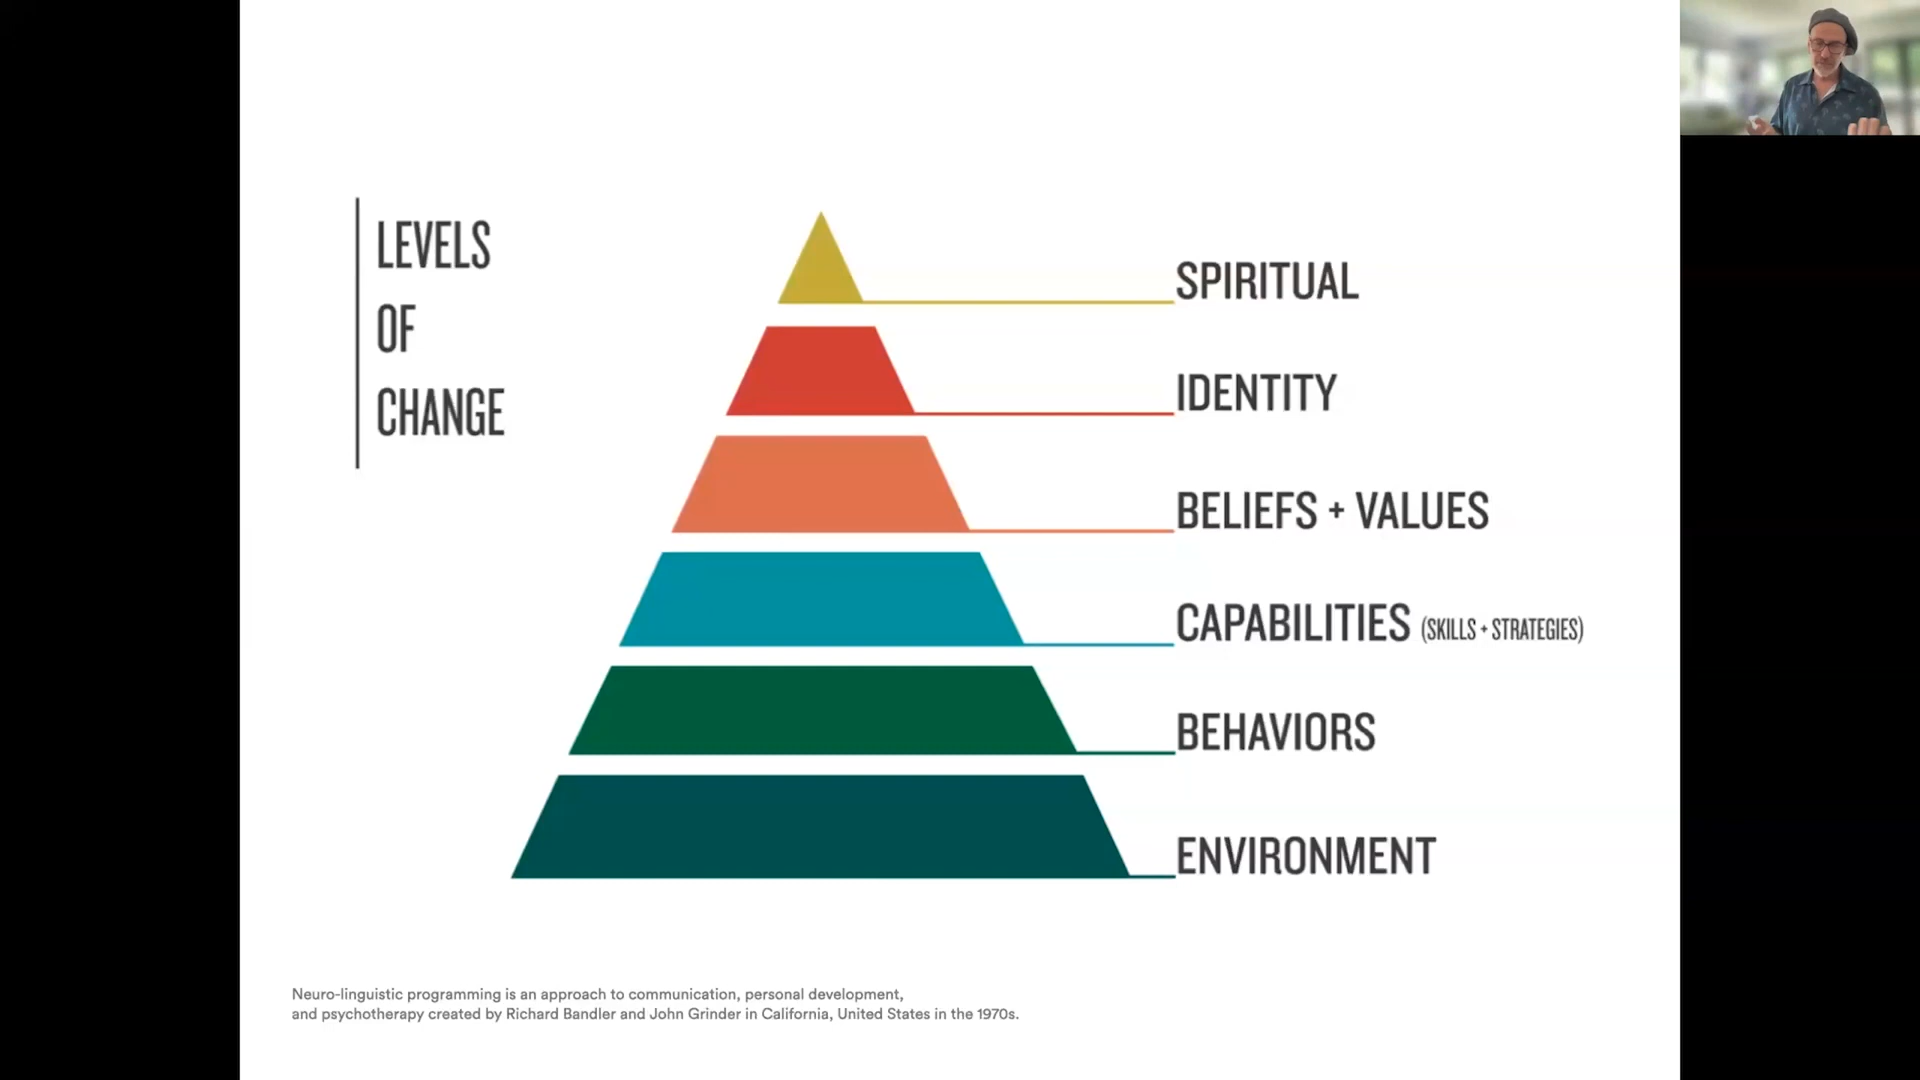 LEVELS
OF
CHANGE
SPIRITUAL
IDENTITY
BELIEFS + VALUES
CAPABILITIES (SKILLS + STRATEGIES)
BEHAVIORS
ENVIRONMENT
Neuro-linguistic programming is an approach to communication, personal development,
and psychotherapy created by Richard Bandler and John Grinder in California, United States in the 1970s.